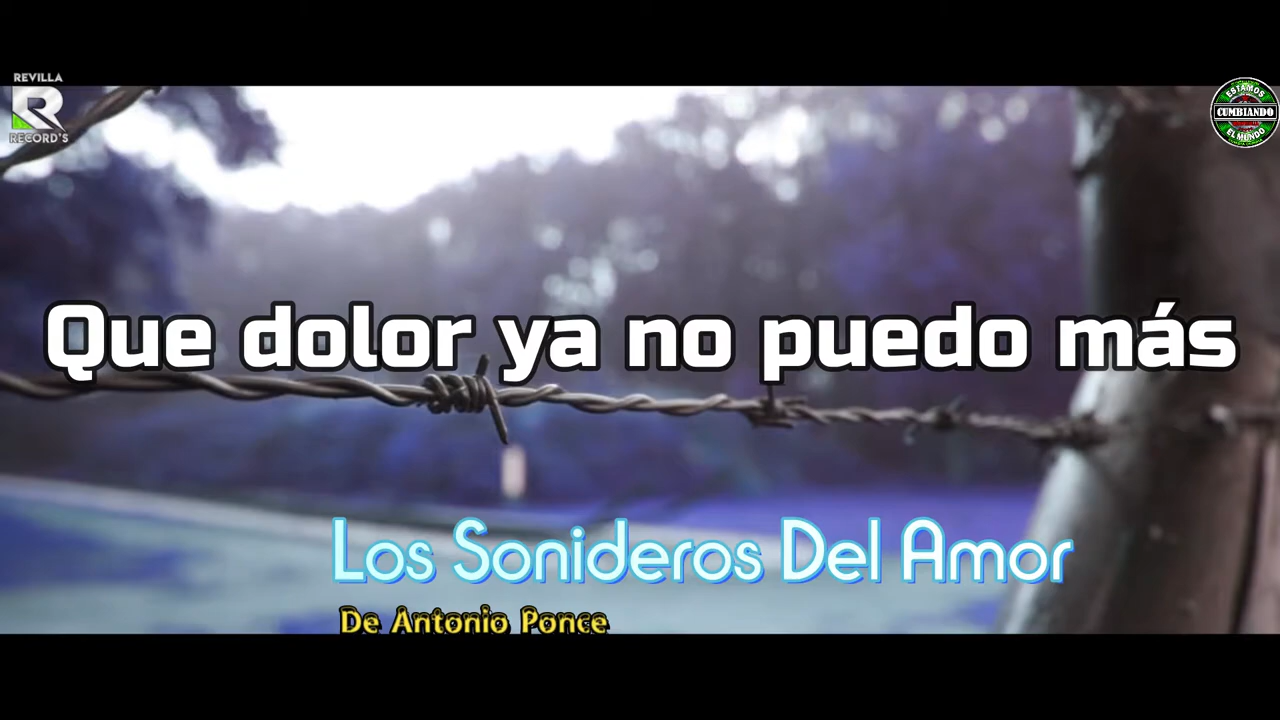 REVILLA
R
RECORD'S
ESTAMOS
CUMBIANDO
EL MUNDO
Que dolor ya no puedo más
Los Sonideros Del Amor
De Antonio Ponce